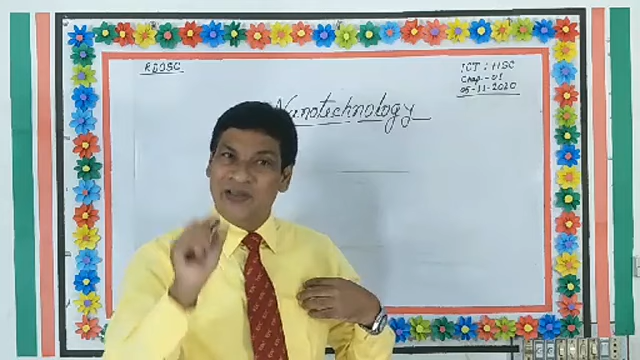 RDOSC
ICT : HSC
Chap - 01
05-11-2020
Nanotechnology